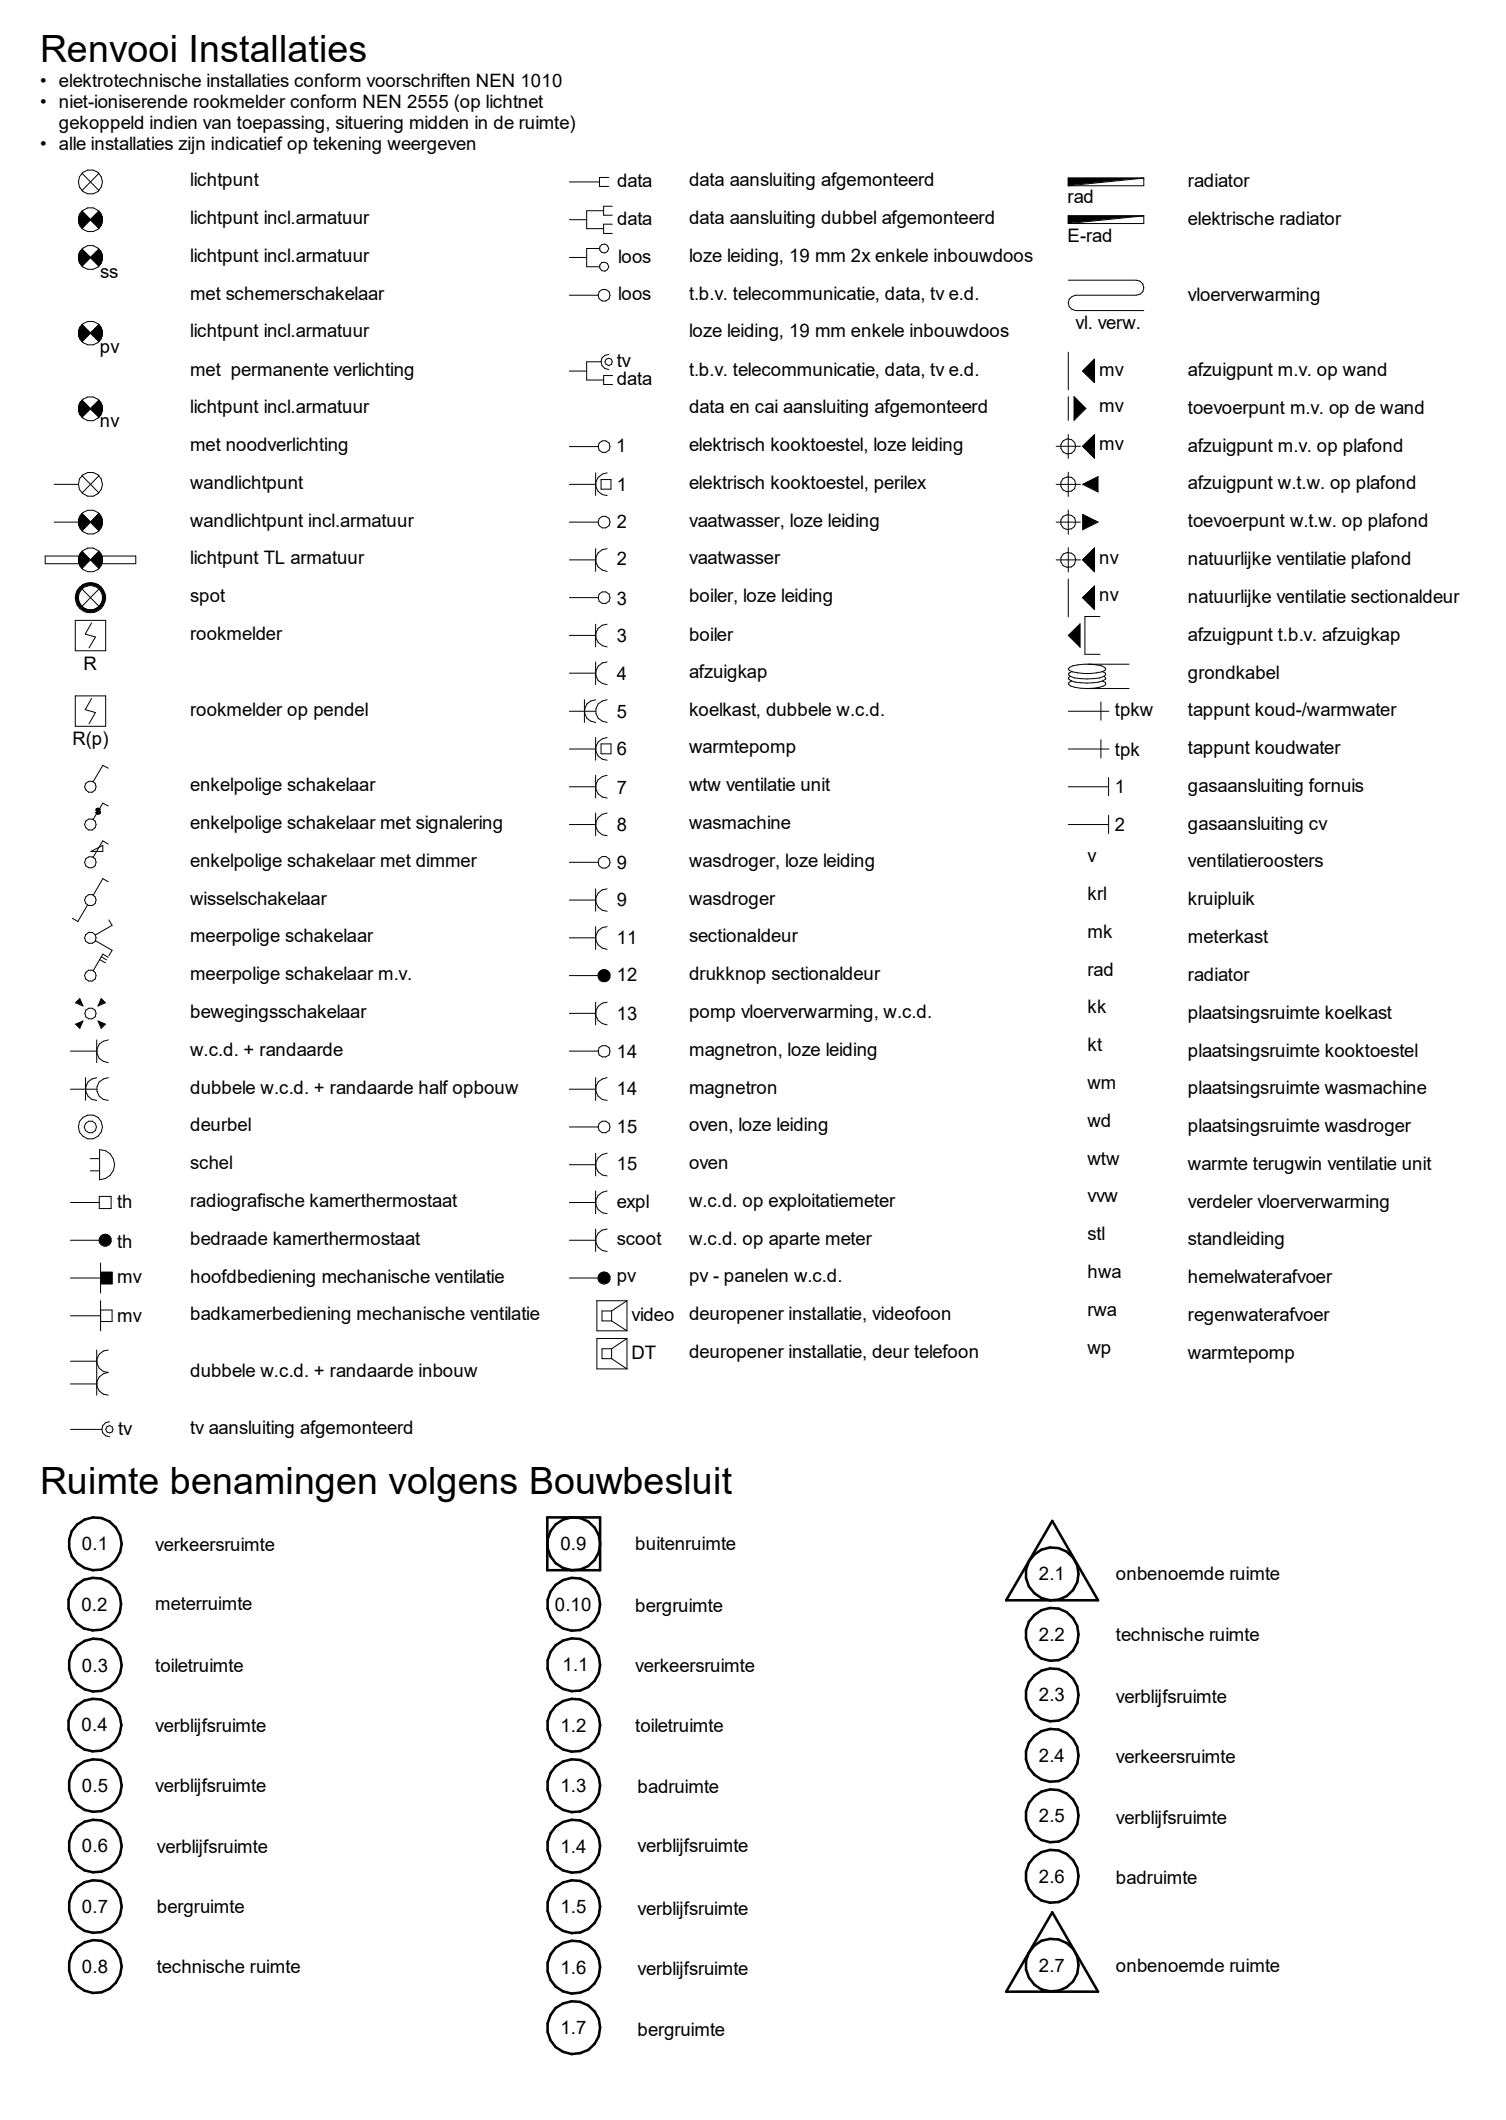 Renvooi Installaties
• elektrotechnische installaties conform voorschriften NEN 1010
• niet-ioniserende rookmelder conform NEN 2555 (op lichtnet
gekoppeld indien van toepassing, situering midden in de ruimte)
• alle installaties zijn indicatief op tekening weergeven
lichtpunt
lichtpunt incl.armatuur
ss lichtpunt incl.armatuur
met schemerschakelaar
pv lichtpunt incl.armatuur
met  permanente verlichting
nv lichtpunt incl.armatuur
met noodverlichting
wandlichtpunt
wandlichtpunt incl.armatuur
lichtpunt TL armatuur
spot
rookmelder
R
rookmelder op pendel
R(p)
enkelpolige schakelaar
enkelpolige schakelaar met signalering
enkelpolige schakelaar met dimmer
wisselschakelaar
meerpolige schakelaar
meerpolige schakelaar m.v.
bewegingsschakelaar
w.c.d. + randaarde
dubbele w.c.d. + randaarde half opbouw
deurbel
schel
th radiografische kamerthermostaat
th bedraade kamerthermostaat
mv hoofdbediening mechanische ventilatie
mv badkamerbediening mechanische ventilatie
dubbele w.c.d. + randaarde inbouw
tv tv aansluiting afgemonteerd
data data aansluiting afgemonteerd
data data aansluiting dubbel afgemonteerd
loos loze leiding, 19 mm 2x enkele inbouwdoos
loos t.b.v. telecommunicatie, data, tv e.d.
loze leiding, 19 mm enkele inbouwdoos
tv
data t.b.v. telecommunicatie, data, tv e.d.
data en cai aansluiting afgemonteerd
1 elektrisch kooktoestel, loze leiding
1 elektrisch kooktoestel, perilex
2 vaatwasser, loze leiding
2 vaatwasser
3 boiler, loze leiding
3 boiler
4 afzuigkap
5 koelkast, dubbele w.c.d.
6 warmtepomp
7 wtw ventilatie unit
8 wasmachine
9 wasdroger, loze leiding
9 wasdroger
11 sectionaldeur
12 drukknop sectionaldeur
13 pomp vloerverwarming, w.c.d.
14 magnetron, loze leiding
14 magnetron
15 oven, loze leiding
15 oven
expl w.c.d. op exploitatiemeter
scoot w.c.d. op aparte meter
pv pv - panelen w.c.d.
video deuropener installatie, videofoon
DT deuropener installatie, deur telefoon
radiator
rad
elektrische radiator
E-rad
vloerverwarming
vl. verw.
mv afzuigpunt m.v. op wand
mv toevoerpunt m.v. op de wand
mv afzuigpunt m.v. op plafond
afzuigpunt w.t.w. op plafond
toevoerpunt w.t.w. op plafond
nv natuurlijke ventilatie plafond
nv natuurlijke ventilatie sectionaldeur
afzuigpunt t.b.v. afzuigkap
grondkabel
tpkw tappunt koud-/warmwater
tpk tappunt koudwater
1 gasaansluiting fornuis
2 gasaansluiting cv
v ventilatieroosters
krl kruipluik
mk meterkast
rad radiator
kk plaatsingsruimte koelkast
kt plaatsingsruimte kooktoestel
wm plaatsingsruimte wasmachine
wd plaatsingsruimte wasdroger
wtw warmte terugwin ventilatie unit
vvw verdeler vloerverwarming
stl standleiding
hwa hemelwaterafvoer
rwa regenwaterafvoer
wp warmtepomp
Ruimte benamingen volgens Bouwbesluit
0.1 verkeersruimte
0.2 meterruimte
0.3 toiletruimte
0.4 verblijfsruimte
0.5 verblijfsruimte
0.6 verblijfsruimte
0.7 bergruimte
0.8 technische ruimte
0.9 buitenruimte
0.10 bergruimte
1.1 verkeersruimte
1.2 toiletruimte
1.3 badruimte
1.4 verblijfsruimte
1.5 verblijfsruimte
1.6 verblijfsruimte
1.7 bergruimte
2.1 onbenoemde ruimte
2.2 technische ruimte
2.3 verblijfsruimte
2.4 verkeersruimte
2.5 verblijfsruimte
2.6 badruimte
2.7 onbenoemde ruimte